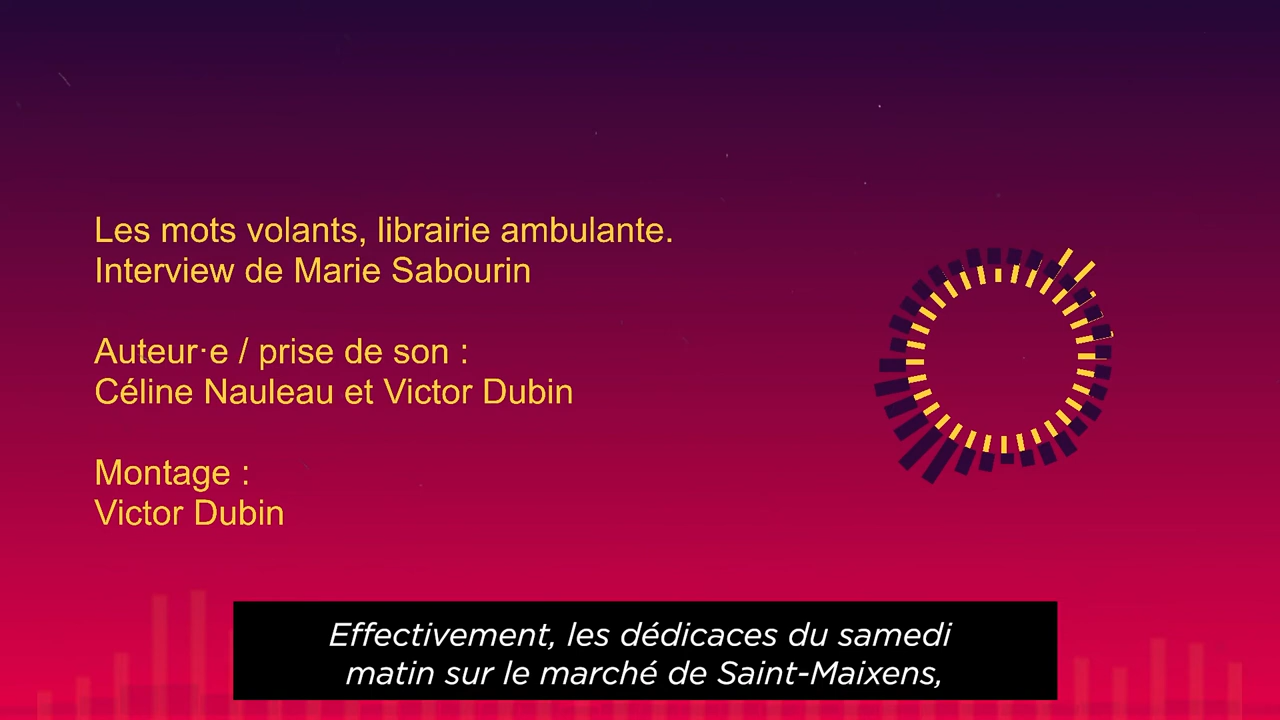 Les mots volants, librairie ambulante.
Interview de Marie Sabourin
Auteur·e / prise de son :
Céline Nauleau et Victor Dubin
Montage :
Victor Dubin
Effectivement, les dédicaces du samedi
matin sur le marché de Saint-Maixens,